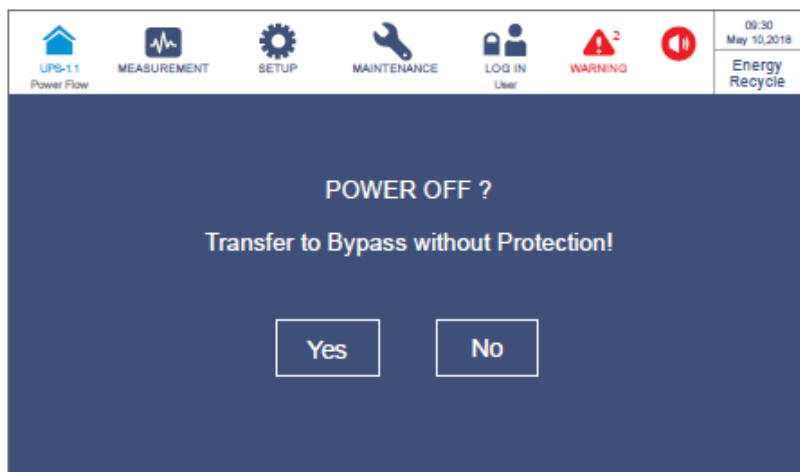 UPS-1.1
Power Flow
MEASUREMENT
SETUP
MAINTENANCE
LOG IN
User
2
WARNING
09:30
May 10,2018
Energy
Recycle
POWER OFF ?
Transfer to Bypass without Protection!
Yes
No